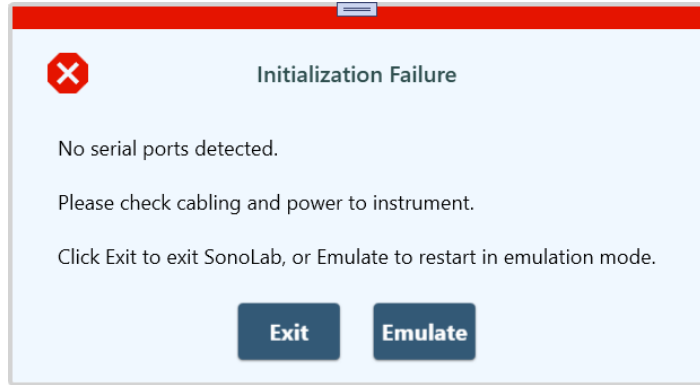 Initialization Failure
No serial ports detected.
Please check cabling and power to instrument.
Click Exit to exit SonoLab, or Emulate to restart in emulation mode.
Exit
Emulate